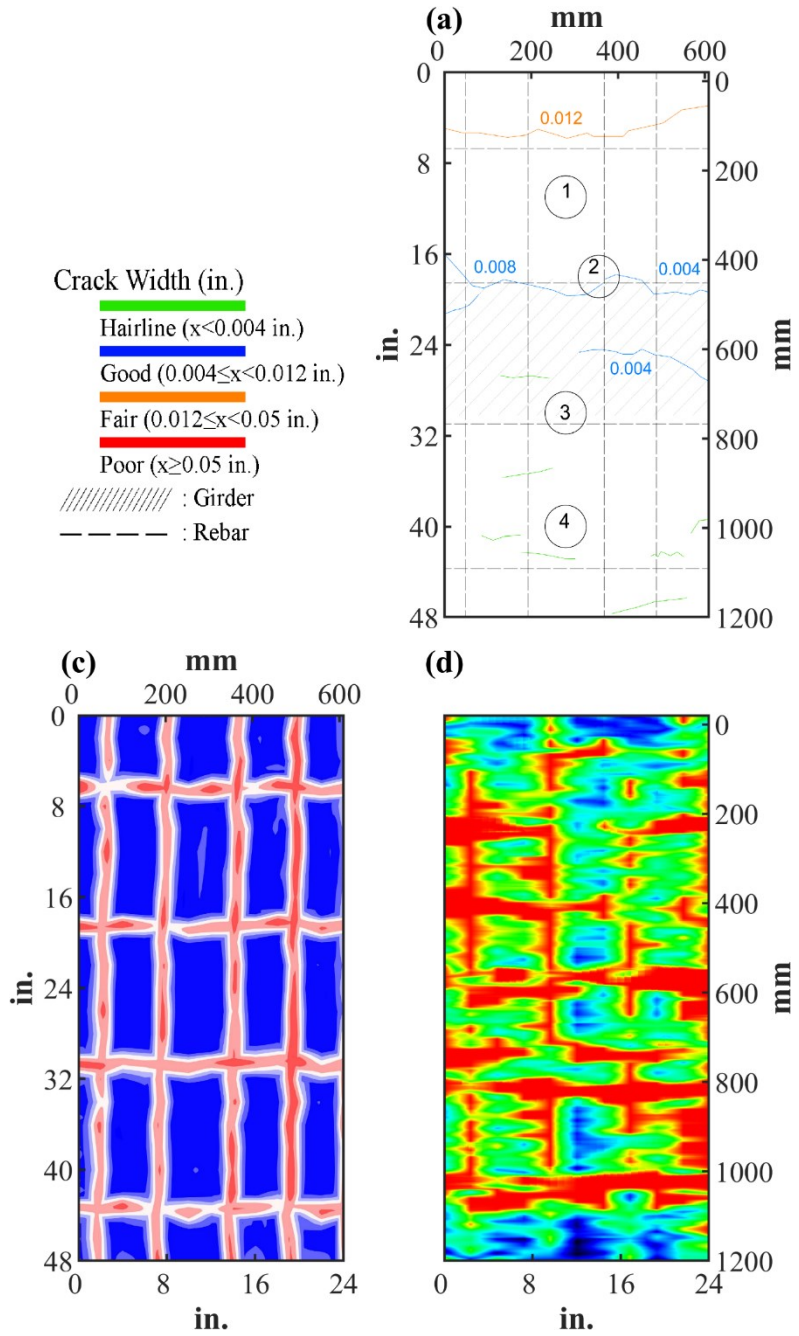 (a)
mm
0 200 400 600
0
8
16
24
32
40
48
in.
0
200
400
600
800
1000
1200
mm
0.012
1
2
0.008
0.004
0.004
3
4
Crack Width (in.)
Hairline (x<0.004 in.)
Good (0.004≤x<0.012 in.)
Fair (0.012≤x<0.05 in.)
Poor (x≥0.05 in.)
: Girder
: Rebar
(c)
mm
0 200 400 600
0
8
16
24
32
40
48
in.
0 8 16 24
in.
(d)
0
200
400
600
800
1000
1200
mm
0 8 16 24
in.